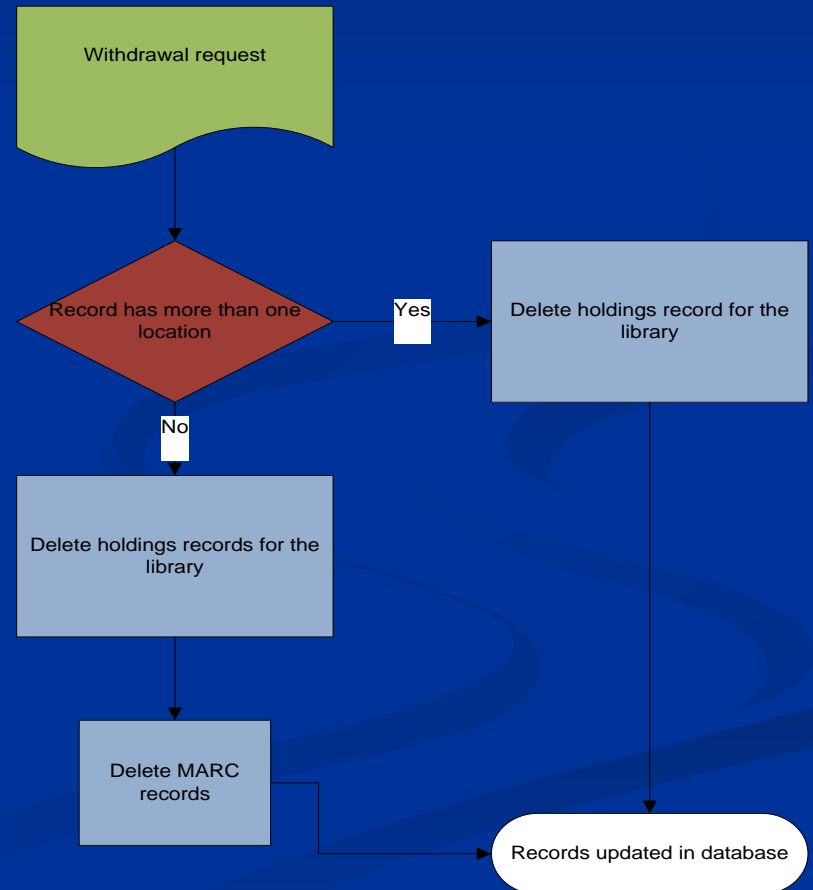 Withdrawal request
Record has more than one
location
Yes
Delete holdings record for the
library
No
Delete holdings records for the
library
Delete MARC
records
Records updated in database